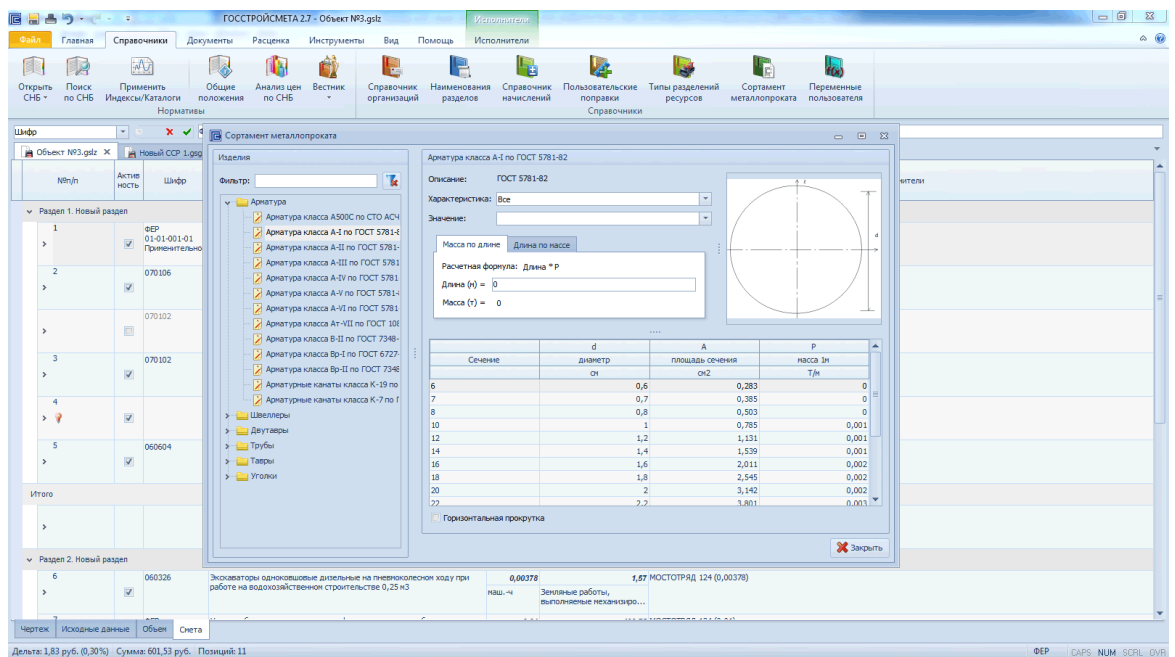 ГОССТРОЙСМЕТА 2.7 - Объект №3.gslz
Исполнители
Файл Главная Справочники Документы Расценка Инструменты Вид Помощь Исполнители
Открыть СНБ
Поиск по СНБ
Применить Индексы/Каталоги
Общие положения
Анализ цен по СНБ
Вестник
Справочник организаций
Наименования разделов
Справочник начислений
Пользовательские поправки
Типы разделений ресурсов
Сортамент металлопроката
Переменные пользователя
Нормативы
Справочники
Шифр
Объект №3.gslz
Новый ССР 1.gsg
№п/п
Актив ность
Шифр
Раздел 1. Новый раздел
1
ФЕР
01-01-001-01
Применительно
2 070106
070102
3 070102
4
5 060604
Итого
Раздел 2. Новый раздел
6 060326 Экскаваторы одноковшовые дизельные на пневмоколесном ходу при 0,00378 1,57 МОСТОТРЯД 124 (0,00378)
работе на водохозяйственном строительстве 0,25 м3 маш.-ч Земляные работы,
выполняемые механизиро...
Сортамент металлопроката
Изделия
Фильтр:
Арматура
Арматура класса А500С по СТО АСЧ
Арматура класса А-I по ГОСТ 5781-8
Арматура класса А-II по ГОСТ 5781-
Арматура класса А-III по ГОСТ 5781
Арматура класса А-IV по ГОСТ 5781
Арматура класса А-V по ГОСТ 5781-
Арматура класса А-VI по ГОСТ 5781
Арматура класса Ат-VII по ГОСТ 108
Арматура класса В-II по ГОСТ 7348-
Арматура класса Вр-I по ГОСТ 6727-
Арматура класса Вр-II по ГОСТ 7348
Арматурные канаты класса К-19 по
Арматурные канаты класса К-7 по Г
Швеллеры
Двутавры
Трубы
Тавры
Уголки
Арматура класса А-I по ГОСТ 5781-82
Описание: ГОСТ 5781-82
Характеристика: Все
Значение:
Масса по длине Длина по массе
Расчетная формула: Длина * P
Длина (м) = 0
Масса (т) = 0
d
d A P
Сечение диаметр площадь сечения масса 1м
см см2 Т/м
6 0,6 0,283 0
7 0,7 0,385 0
8 0,8 0,503 0
10 1 0,785 0,001
12 1,2 1,131 0,001
14 1,4 1,539 0,001
16 1,6 2,011 0,002
18 1,8 2,545 0,002
20 2 3,142 0,002
22 2,2 3,801 0,003
Горизонтальная прокрутка
Закрыть
Чертеж Исходные данные Объем Смета
Дельта: 1,83 руб. (0,30%) Сумма: 601,53 руб. Позиций: 11
ФЕР CAPS NUM SCRL OVR